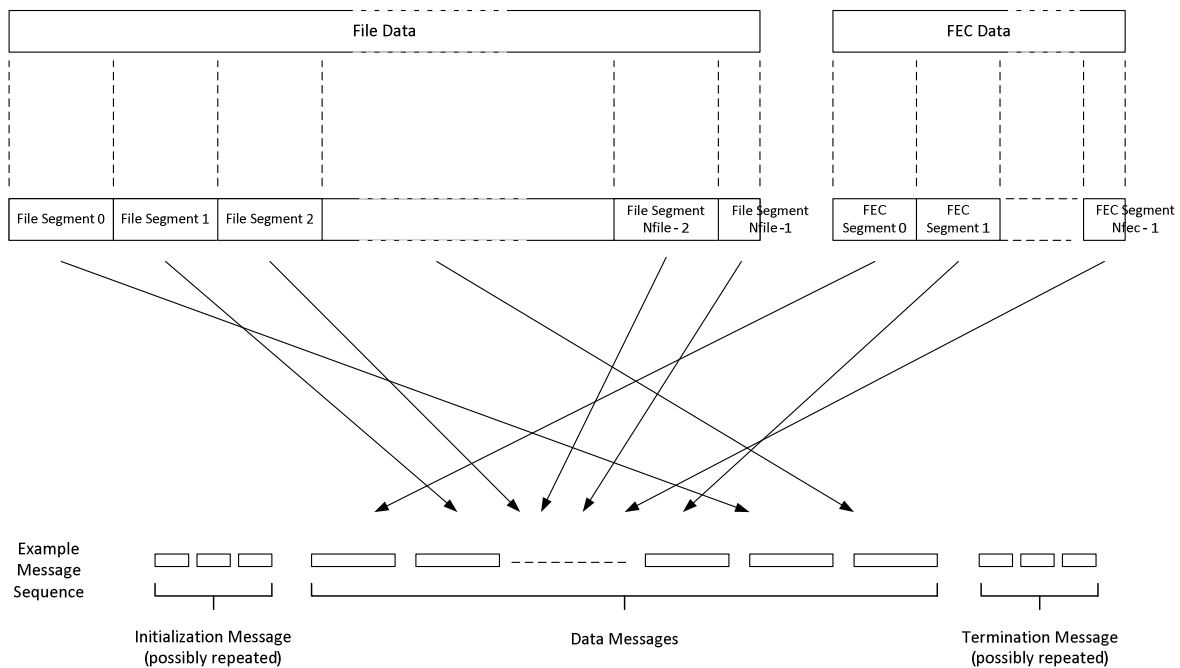 File Data
FEC Data
File Segment 0
File Segment 1
File Segment 2
File Segment
Nfile - 2
File Segment
Nfile -1
FEC
Segment 0
FEC
Segment 1
FEC Segment
Nfec - 1
Example
Message
Sequence
Initialization Message
(possibly repeated)
Data Messages
Termination Message
(possibly repeated)